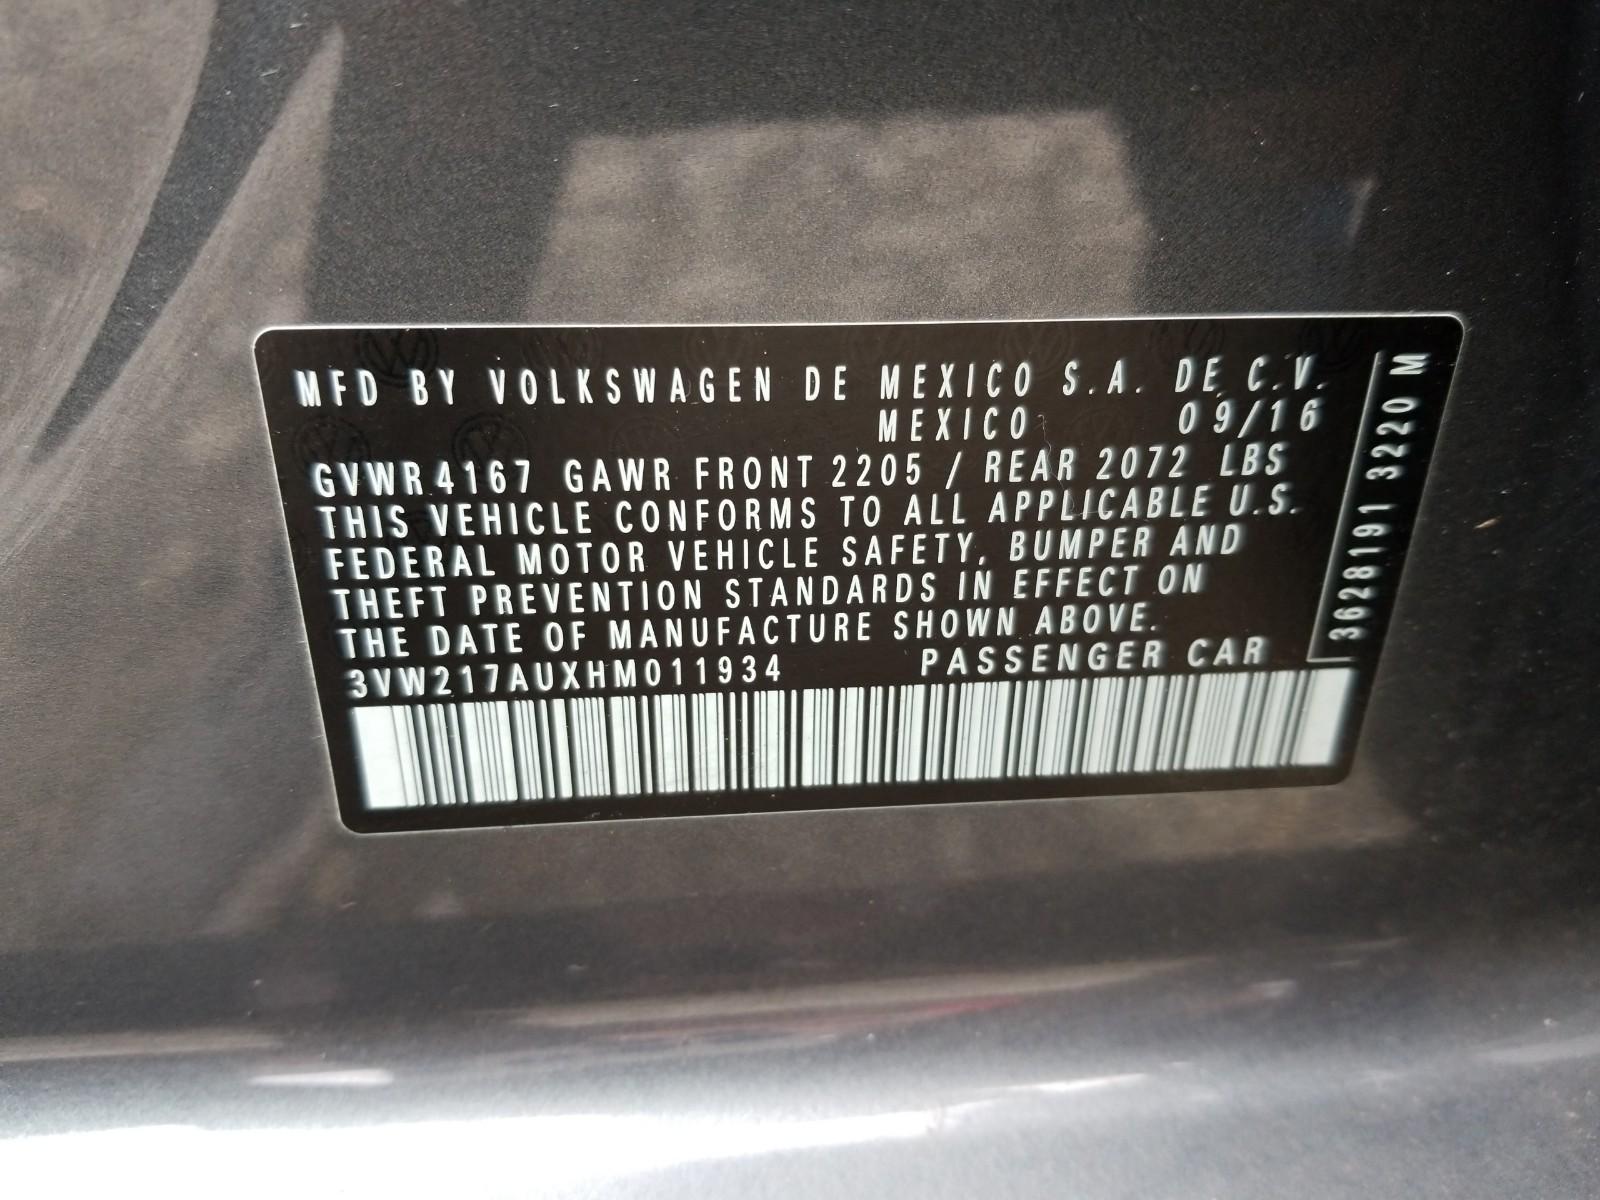 MFD BY VOLKSWAGEN DE MEXICO S.A. DE C.V.
MEXICO 09/16
GVWR 4167 GAWR FRONT 2205 / REAR 2072 LBS
THIS VEHICLE CONFORMS TO ALL APPLICABLE U.S.
FEDERAL MOTOR VEHICLE SAFETY, BUMPER AND
THEFT PREVENTION STANDARDS IN EFFECT ON
THE DATE OF MANUFACTURE SHOWN ABOVE.
3VW217AUXHM011934 PASSENGER CAR
3628191 3220 M